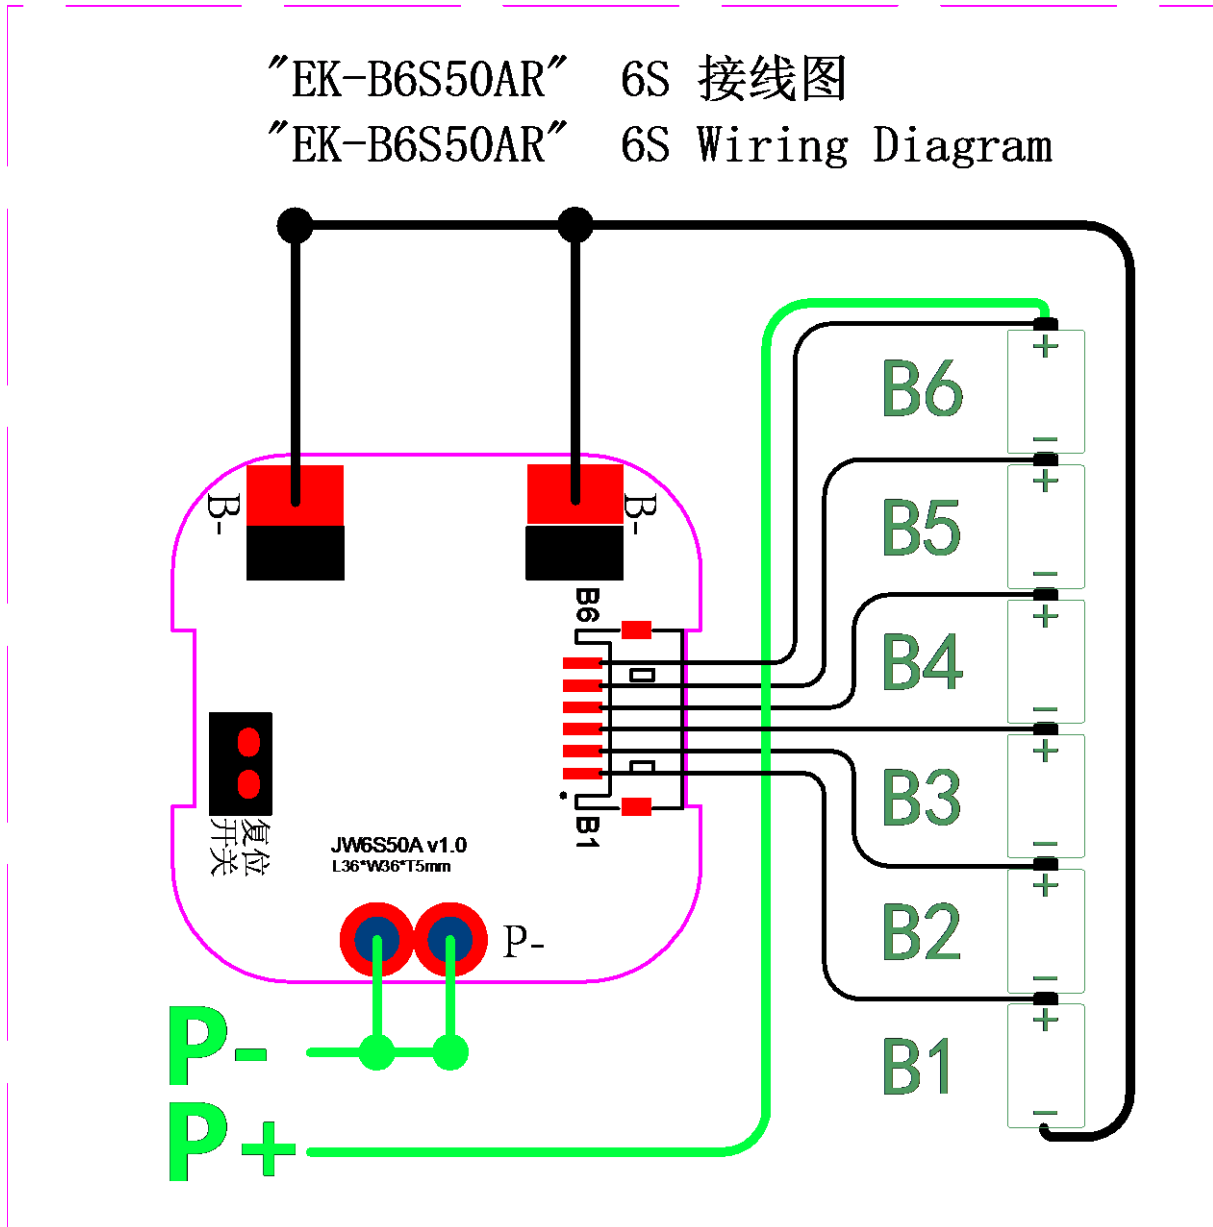 "EK-B6S50AR" 6S 接线图
"EK-B6S50AR" 6S Wiring Diagram
+
B6
−
B-
B-
+
B5
−
B6
+
B4
−
+
B3
−
B1
复位
开关
JW6S50A v1.0
L36*W36*T5mm
+
B2
−
P-
P-
+
B1
−
P+